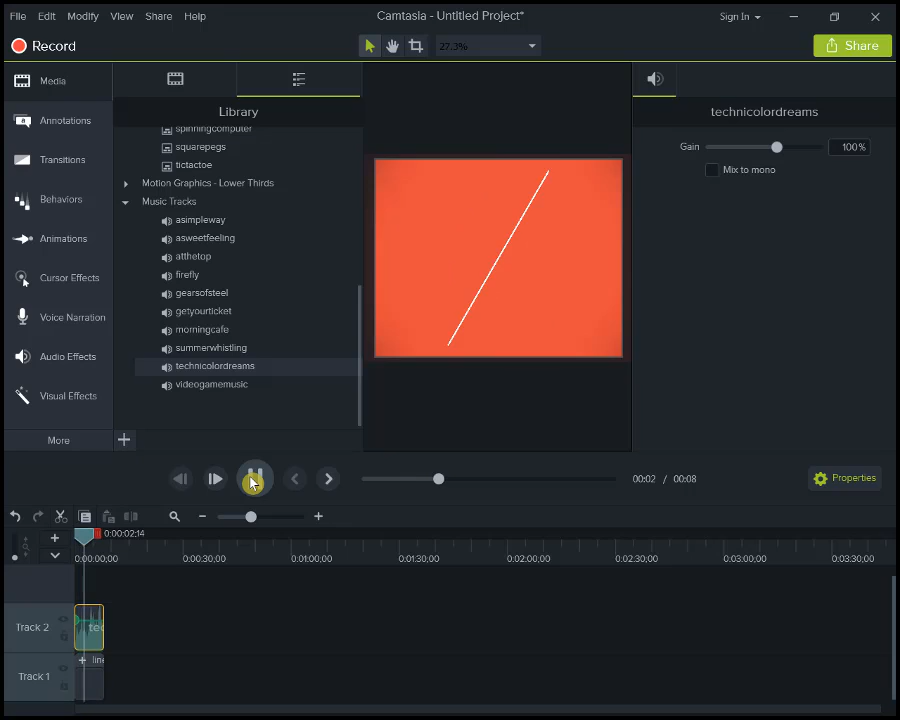 File Edit Modify View Share Help
Camtasia - Untitled Project*
Sign In
Record
27.3%
Share
Media
Annotations
Transitions
Behaviors
Animations
Cursor Effects
Voice Narration
Audio Effects
Visual Effects
More
Library
spinningcomputer
squarepegs
tictactoe
Motion Graphics - Lower Thirds
Music Tracks
asimpleway
asweetfeeling
atthetop
firefly
gearsofsteel
getyourticket
morningcafe
summerwhistling
technicolordreams
videogamemusic
technicolordreams
Gain 100%
Mix to mono
00:02 / 00:08
Properties
0:00:02;14
0:00:00;00 0:00:30;00 0:01:00;00 0:01:30;00 0:02:00;00 0:02:30;00 0:03:00;00 0:03:30;00
Track 2
tec
Track 1
line